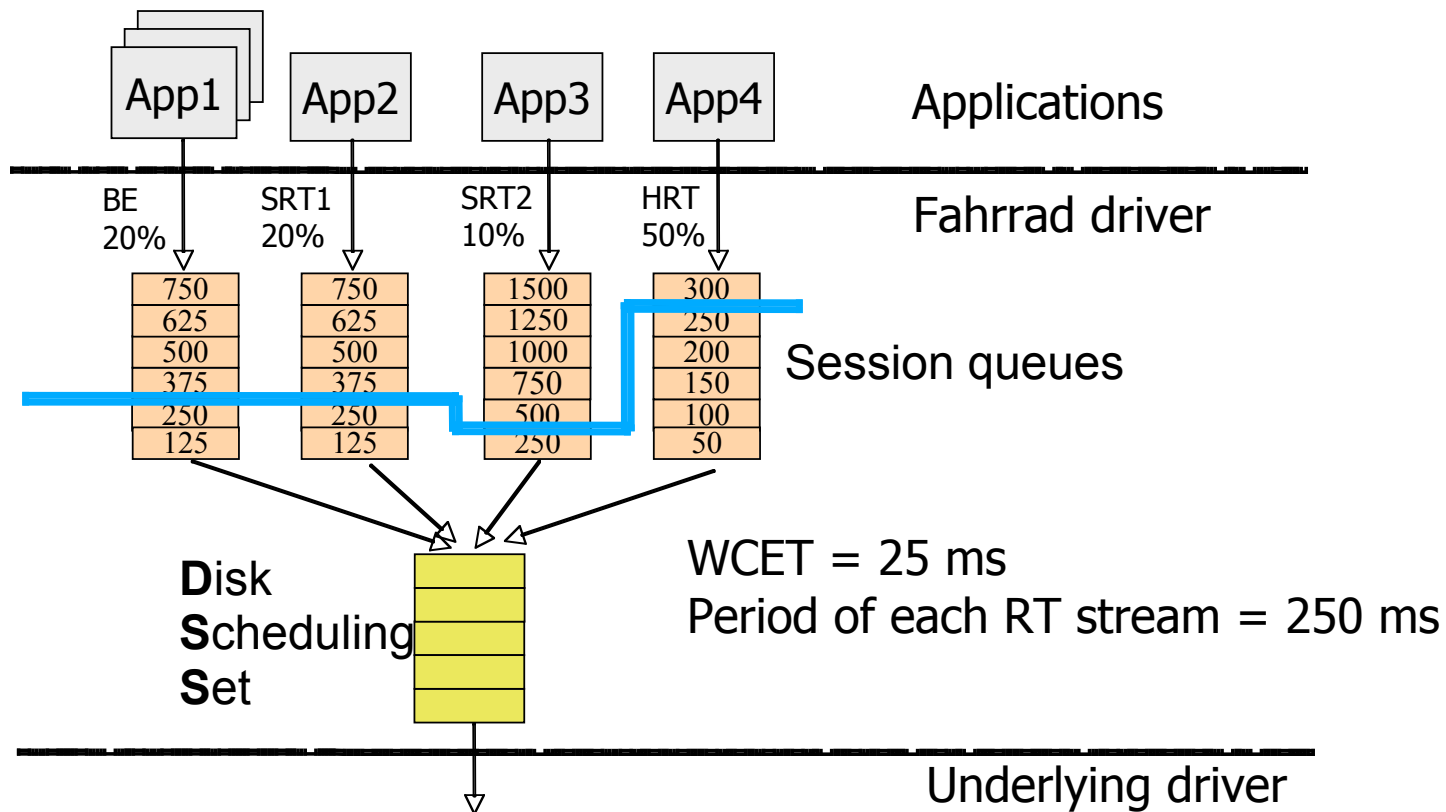 App1 App2 App3 App4 Applications
BE SRT1 SRT2 HRT Fahrrad driver
20% 20% 10% 50%
750 750 1500 300
625 625 1250 250
500 500 1000 200
375 375 750 150
250 250 500 100
125 125 250 50
Session queues
Disk
Scheduling
Set
WCET = 25 ms
Period of each RT stream = 250 ms
Underlying driver